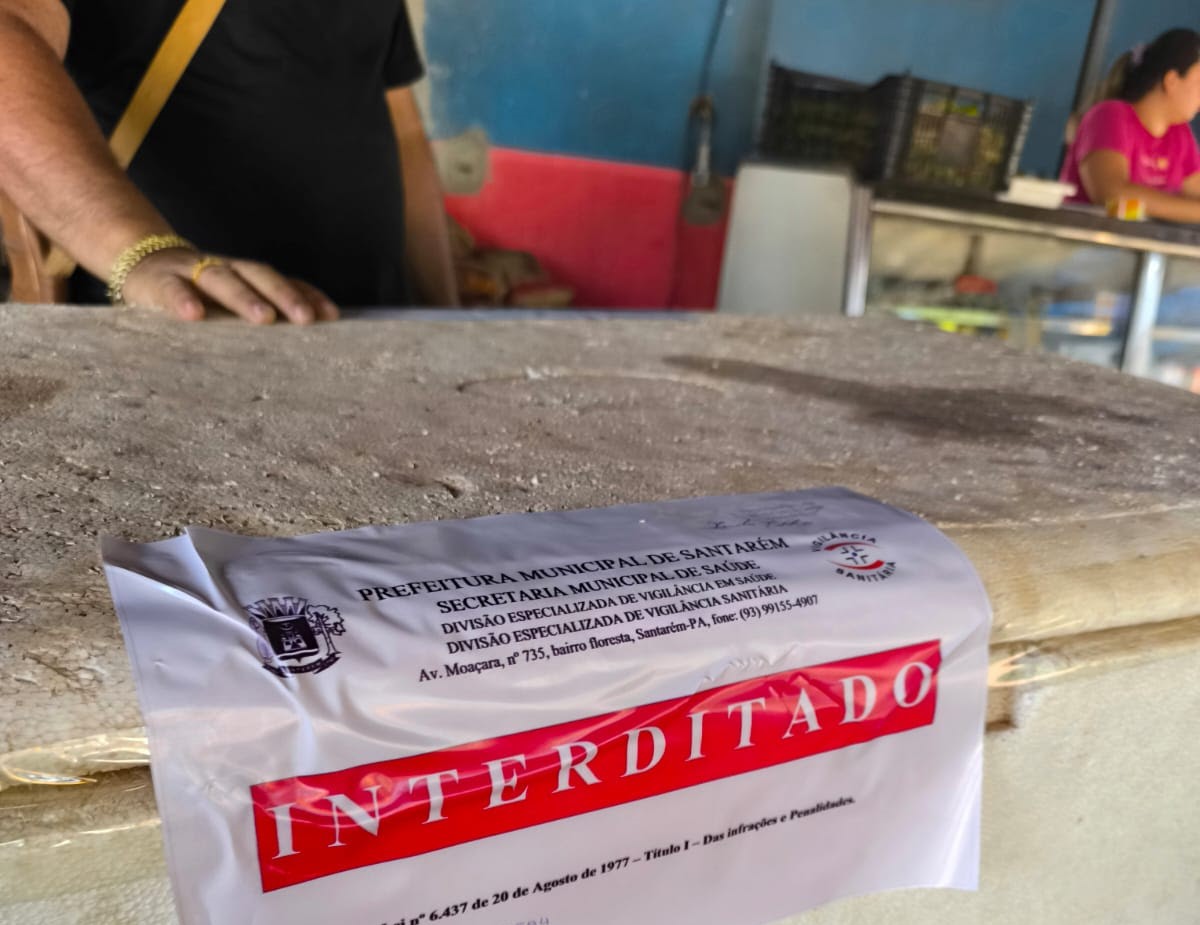 PREFEITURA MUNICIPAL DE SANTARÉM
SECRETARIA MUNICIPAL DE SAÚDE
DIVISÃO ESPECIALIZADA DE VIGILÂNCIA EM SAÚDE
DIVISÃO ESPECIALIZADA DE VIGILÂNCIA SANITÁRIA
Av. Moaçara, nº 735, bairro floresta, Santarém-PA, fone: (93) 99155-4907
VIGILÂNCIA
SANITÁRIA
INTERDITADO
nº 6.437 de 20 de Agosto de 1977 – Título I – Das infrações e Penalidades.